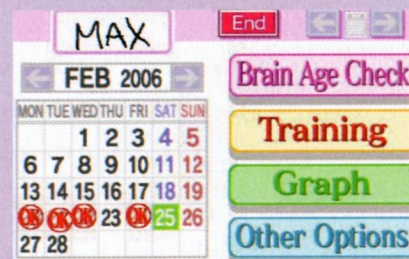 MAX
End
FEB 2006
Brain Age Check
MON TUE WED THU FRI SAT SUN
1 2 3 4 5
Training
6 7 8 9 10 11 12
13 14 15 16 17 18 19
Graph
OK OK OK 23 OK 25 26
27 28
Other Options